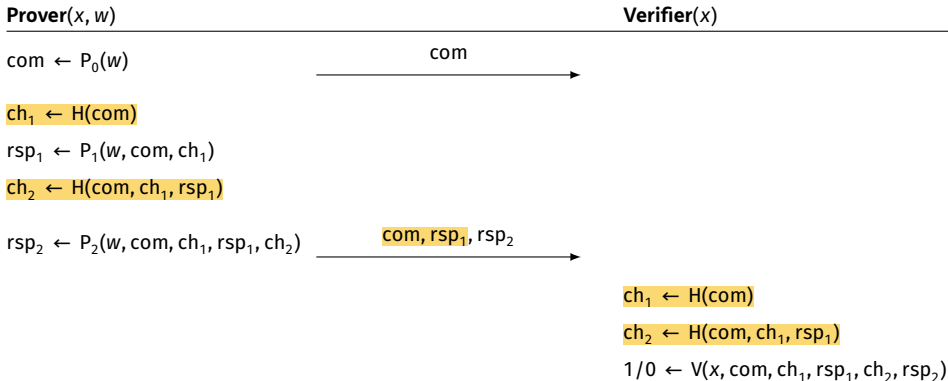 Prover(x, w) Verifier(x)
com ← P₀(w) com
ch₁ ← H(com)
rsp₁ ← P₁(w, com, ch₁)
ch₂ ← H(com, ch₁, rsp₁)
rsp₂ ← P₂(w, com, ch₁, rsp₁, ch₂) com, rsp₁, rsp₂
ch₁ ← H(com)
ch₂ ← H(com, ch₁, rsp₁)
1/0 ← V(x, com, ch₁, rsp₁, ch₂, rsp₂)